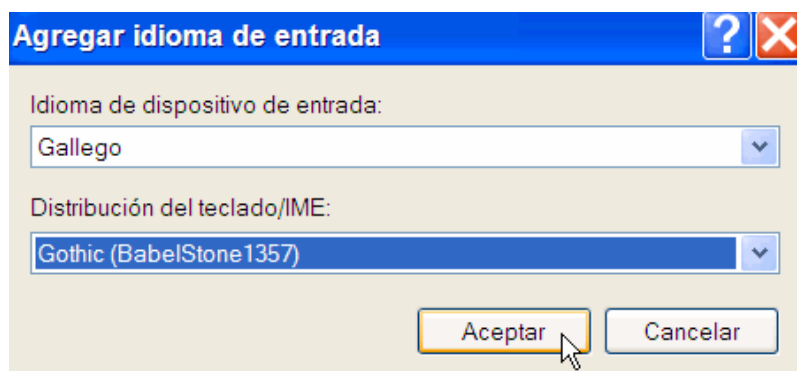 Agregar idioma de entrada
Idioma de dispositivo de entrada:
Gallego
Distribución del teclado/IME:
Gothic (BabelStone1357)
Aceptar Cancelar